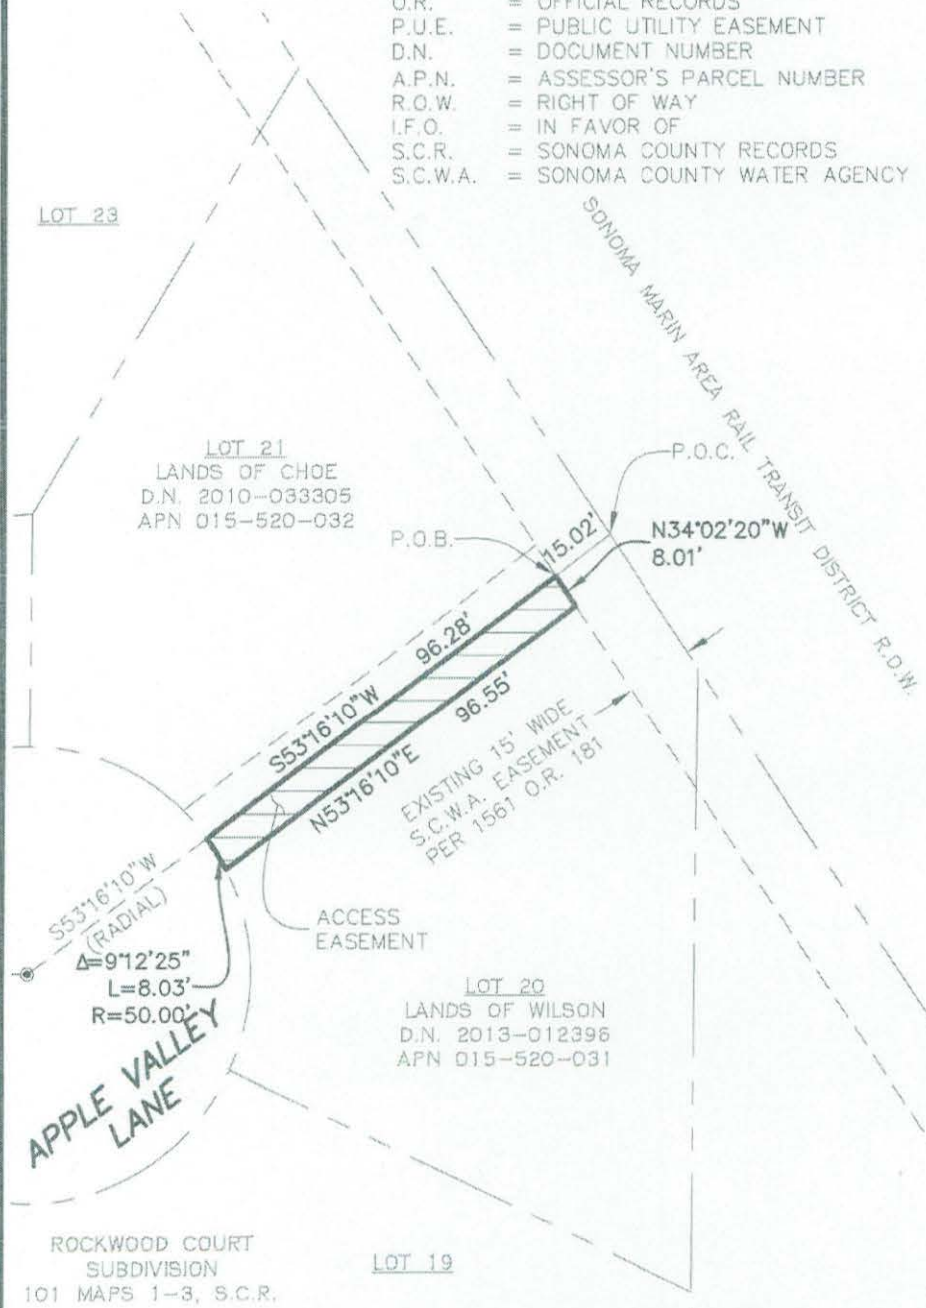 O.R. = OFFICIAL RECORDS
P.U.E. = PUBLIC UTILITY EASEMENT
D.N. = DOCUMENT NUMBER
A.P.N. = ASSESSOR'S PARCEL NUMBER
R.O.W. = RIGHT OF WAY
I.F.O. = IN FAVOR OF
S.C.R. = SONOMA COUNTY RECORDS
S.C.W.A. = SONOMA COUNTY WATER AGENCY
LOT 23
SONOMA MARIN AREA RAIL TRANSIT DISTRICT R.O.W.
LOT 21
LANDS OF CHOE
D.N. 2010-033305
APN 015-520-032
P.O.C.
P.O.B.
15.02'
N34°02'20"W
8.01'
96.28'
S53°16'10"W
96.55'
N53°16'10"E
EXISTING 15' WIDE
S.C.W.A. EASEMENT
PER 1561 O.R. 181
S53°16'10"W
(RADIAL)
ACCESS
EASEMENT
Δ=9°12'25"
L=8.03'
R=50.00'
LOT 20
LANDS OF WILSON
D.N. 2013-012396
APN 015-520-031
APPLE VALLEY
LANE
ROCKWOOD COURT
SUBDIVISION
101 MAPS 1-3, S.C.R.
LOT 19